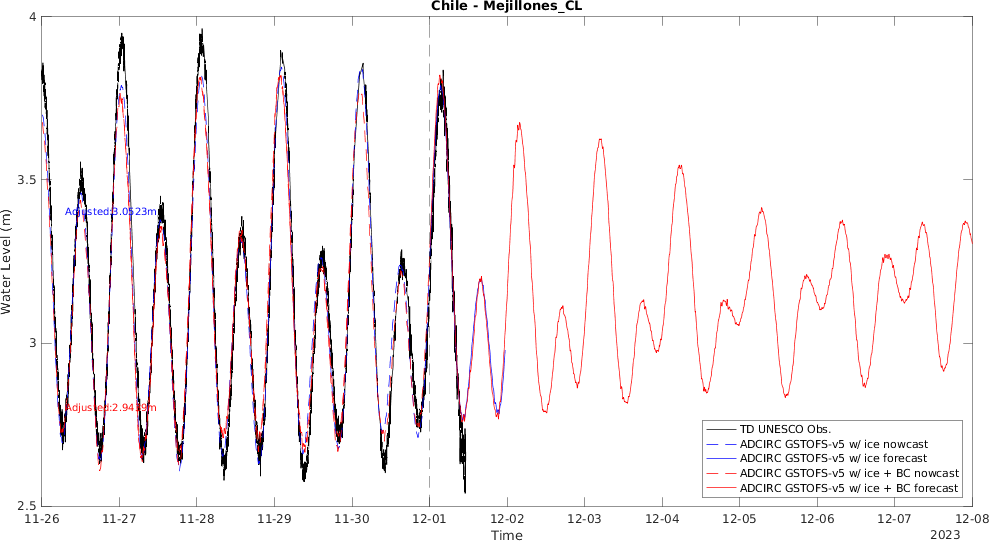 Chile - Mejillones_CL
4
3.5
3
2.5
Water Level (m)
Adjusted:3.0523m
TD UNESCO Obs.
ADCIRC GSTOFS-v5 w/ ice nowcast
ADCIRC GSTOFS-v5 w/ ice forecast
ADCIRC GSTOFS-v5 w/ ice + BC nowcast
ADCIRC GSTOFS-v5 w/ ice + BC forecast
11-26 11-27 11-28 11-29 11-30 12-01 12-02 12-03 12-04 12-05 12-06 12-07 12-08
Time
2023